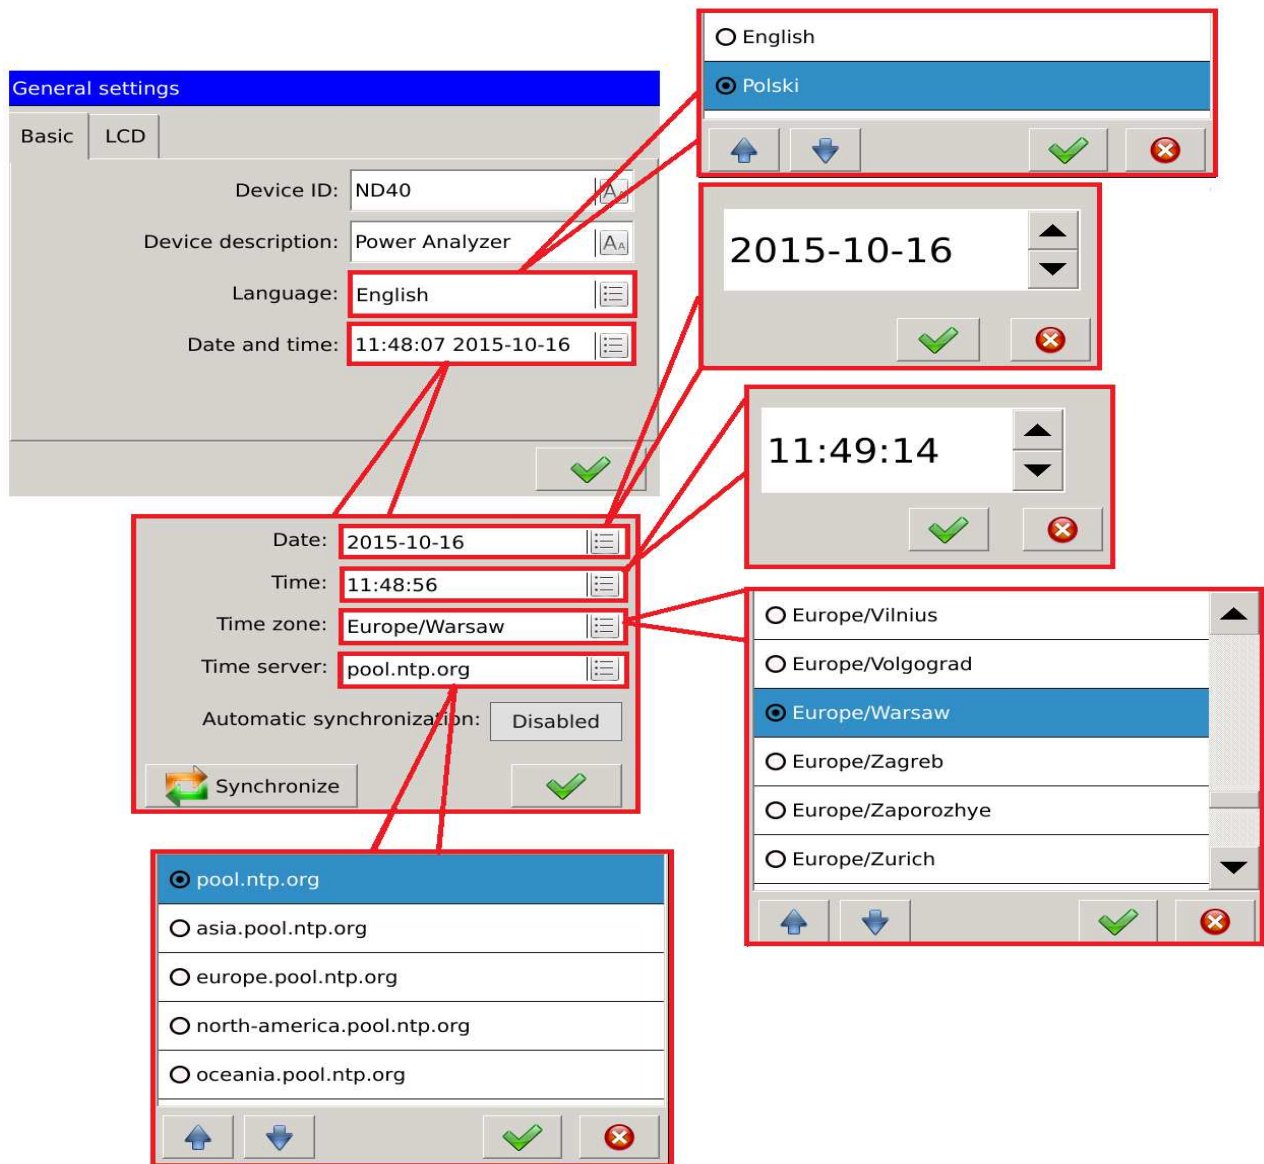 General settings
Basic LCD
Device ID: ND40
Device description: Power Analyzer
Language: English
Date and time: 11:48:07 2015-10-16
English
Polski
2015-10-16
11:49:14
Date: 2015-10-16
Time: 11:48:56
Time zone: Europe/Warsaw
Time server: pool.ntp.org
Automatic synchronization: Disabled
Synchronize
Europe/Vilnius
Europe/Volgograd
Europe/Warsaw
Europe/Zagreb
Europe/Zaporozhye
Europe/Zurich
pool.ntp.org
asia.pool.ntp.org
europe.pool.ntp.org
north-america.pool.ntp.org
oceania.pool.ntp.org